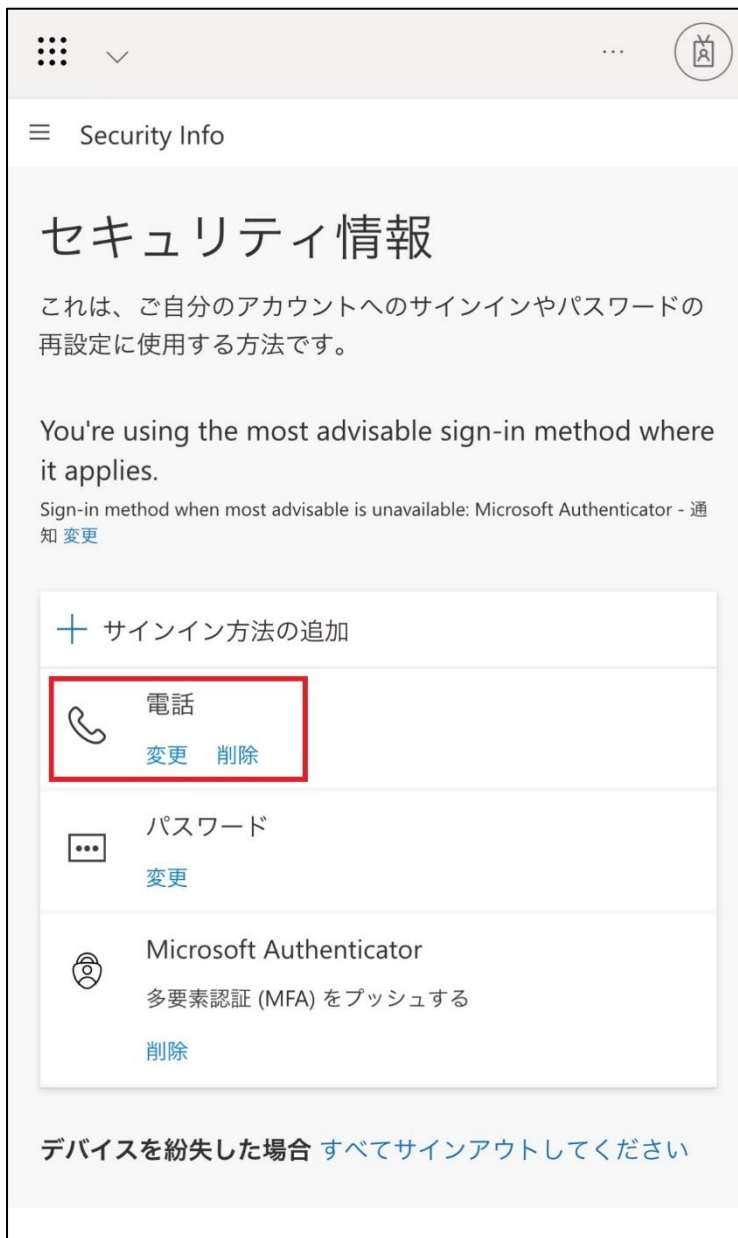 Security Info
セキュリティ情報
これは、ご自分のアカウントへのサインインやパスワードの
再設定に使用する方法です。
You're using the most advisable sign-in method where
it applies.
Sign-in method when most advisable is unavailable: Microsoft Authenticator - 通
知 変更
サインイン方法の追加
電話
変更 削除
パスワード
変更
Microsoft Authenticator
多要素認証 (MFA) をプッシュする
削除
デバイスを紛失した場合 すべてサインアウトしてください